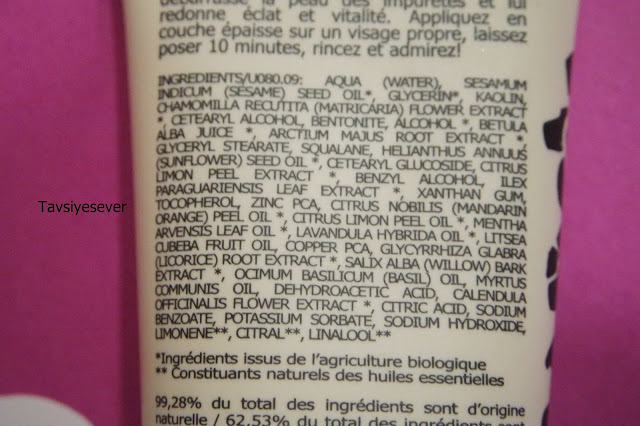 débarrasse la peau des impuretés et lui
redonne éclat et vitalité. Appliquez en
couche épaisse sur un visage propre, laissez
poser 10 minutes, rincez et admirez!
INGREDIENTS/U080.09: AQUA (WATER), SESAMUM
INDICUM (SESAME) SEED OIL*, GLYCERIN*, KAOLIN,
CHAMOMILLA RECUTITA (MATRICARIA) FLOWER EXTRACT
*, CETEARYL ALCOHOL, BENTONITE, ALCOHOL *, BETULA
ALBA JUICE *, ARCTIUM MAJUS ROOT EXTRACT *,
GLYCERYL STEARATE, SQUALANE, HELIANTHUS ANNUUS
(SUNFLOWER) SEED OIL *, CETEARYL GLUCOSIDE, CITRUS
LIMON PEEL EXTRACT *, BENZYL ALCOHOL, ILEX
PARAGUARIENSIS LEAF EXTRACT *, XANTHAN GUM,
TOCOPHEROL, ZINC PCA, CITRUS NOBILIS (MANDARIN
ORANGE) PEEL OIL *, CITRUS LIMON PEEL OIL *, MENTHA
ARVENSIS LEAF OIL *, LAVANDULA HYBRIDA OIL *, LITSEA
CUBEBA FRUIT OIL, COPPER PCA, GLYCYRRHIZA GLABRA
(LICORICE) ROOT EXTRACT *, SALIX ALBA (WILLOW) BARK
EXTRACT *, OCIMUM BASILICUM (BASIL) OIL, MYRTUS
COMMUNIS OIL, DEHYDROACETIC ACID, CALENDULA
OFFICINALIS FLOWER EXTRACT *, CITRIC ACID, SODIUM
BENZOATE, POTASSIUM SORBATE, SODIUM HYDROXIDE,
LIMONENE**, CITRAL**, LINALOOL**
*Ingrédients issus de l'agriculture biologique
** Constituants naturels des huiles essentielles
99,28% du total des ingrédients sont d'origine
naturelle / 62,53% du total des ingrédients sont
Tavsiyesever